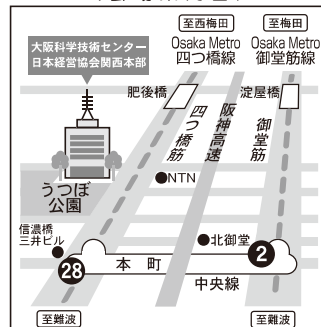 至西梅田
至梅田
大阪科学技術センター
日本経営協会関西本部
Osaka Metro
四つ橋線
Osaka Metro
御堂筋線
肥後橋
淀屋橋
四つ橋筋
阪神高速
御堂筋
●NTN
うつぼ
公園
信濃橋
三井ビル
●北御堂
2
28
本町
中央線
至難波
至難波